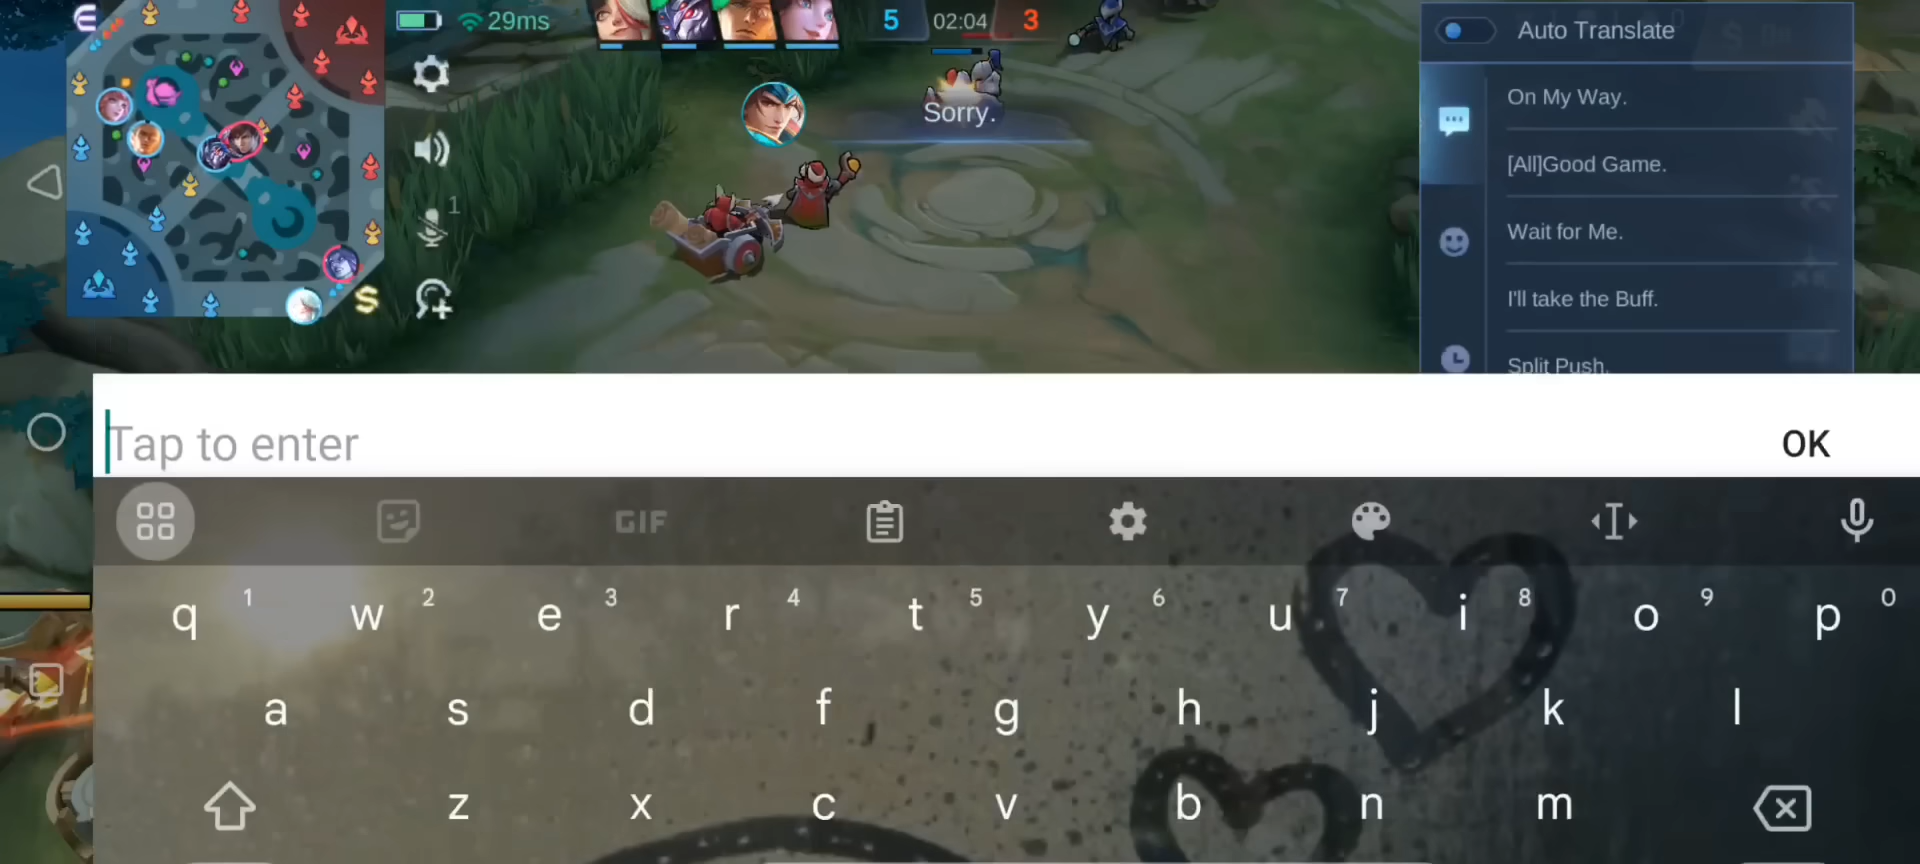 29ms
5 02:04 3
Auto Translate
1
Sorry.
On My Way.
[All]Good Game.
Wait for Me.
I'll take the Buff.
Split Push.
Tap to enter
OK
GIF
q 1 w 2 e 3 r 4 t 5 y 6 u 7 i 8 o 9 p 0
a s d f g h j k l
z x c v b n m